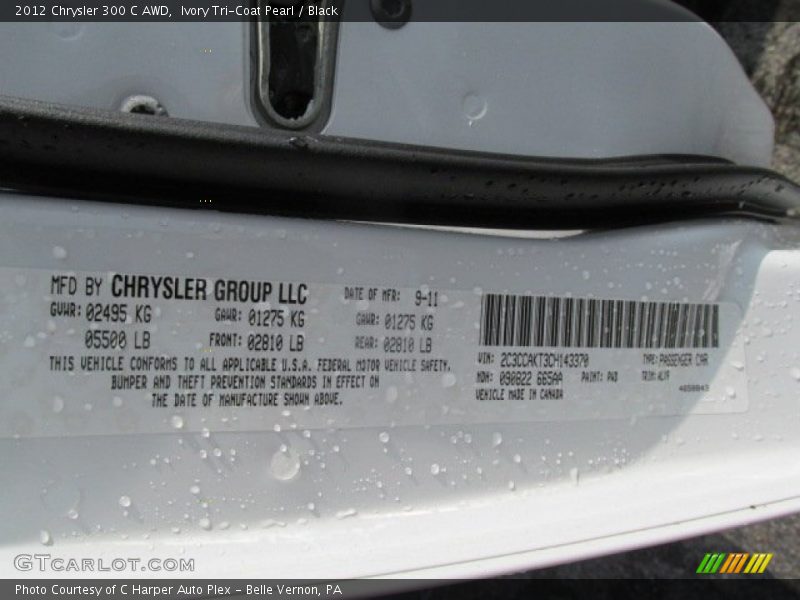 2012 Chrysler 300 C AWD, Ivory Tri-Coat Pearl / Black
MFD BY CHRYSLER GROUP LLC DATE OF MFR: 9-11
GVWR: 02495 KG GAWR: 01275 KG GAWR: 01275 KG
05500 LB FRONT: 02810 LB REAR: 02810 LB
THIS VEHICLE CONFORMS TO ALL APPLICABLE U.S.A. FEDERAL MOTOR VEHICLE SAFETY,
BUMPER AND THEFT PREVENTION STANDARDS IN EFFECT ON
THE DATE OF MANUFACTURE SHOWN ABOVE.
VIN: 2C3CCAKT3CH143370 TYPE: PASSENGER CAR
MDH: 090822 665AA PAINT: PWD TRIM: ALX9
VEHICLE MADE IN CANADA
GTCARLOT.COM
Photo Courtesy of C Harper Auto Plex - Belle Vernon, PA